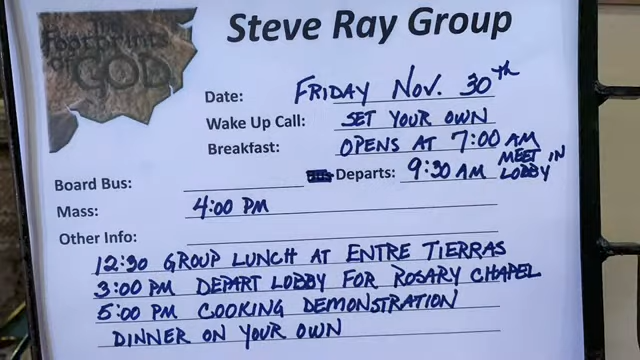 The Footprints of GOD
Steve Ray Group
Date: FRIDAY NOV. 30th
Wake Up Call: SET YOUR OWN
Breakfast: OPENS AT 7:00 AM
Board Bus: Departs: 9:30 AM MEET IN LOBBY
Mass: 4:00 PM
Other Info:
12:30 GROUP LUNCH AT ENTRE TIERRAS
3:00 PM DEPART LOBBY FOR ROSARY CHAPEL
5:00 PM COOKING DEMONSTRATION
DINNER ON YOUR OWN